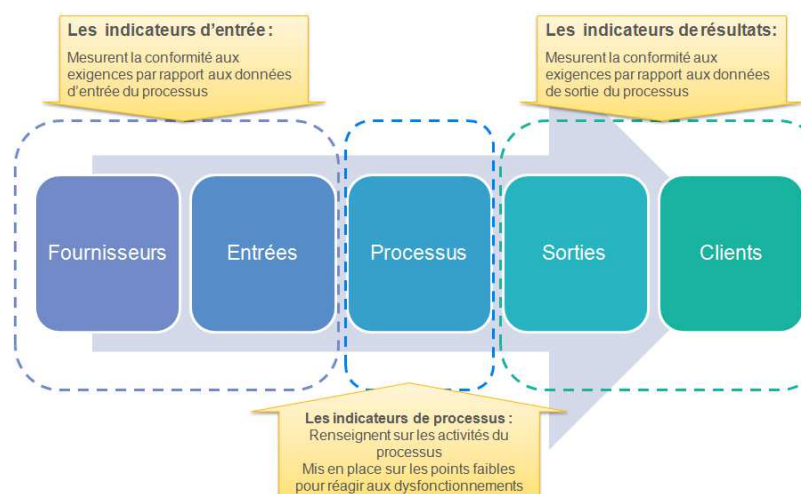 Les indicateurs d'entrée :
Mesurent la conformité aux
exigences par rapport aux données
d'entrée du processus
Les indicateurs de résultats:
Mesurent la conformité aux
exigences par rapport aux données
de sortie du processus
Fournisseurs
Entrées
Processus
Sorties
Clients
Les indicateurs de processus :
Renseignent sur les activités du
processus
Mis en place sur les points faibles
pour réagir aux dysfonctionnements